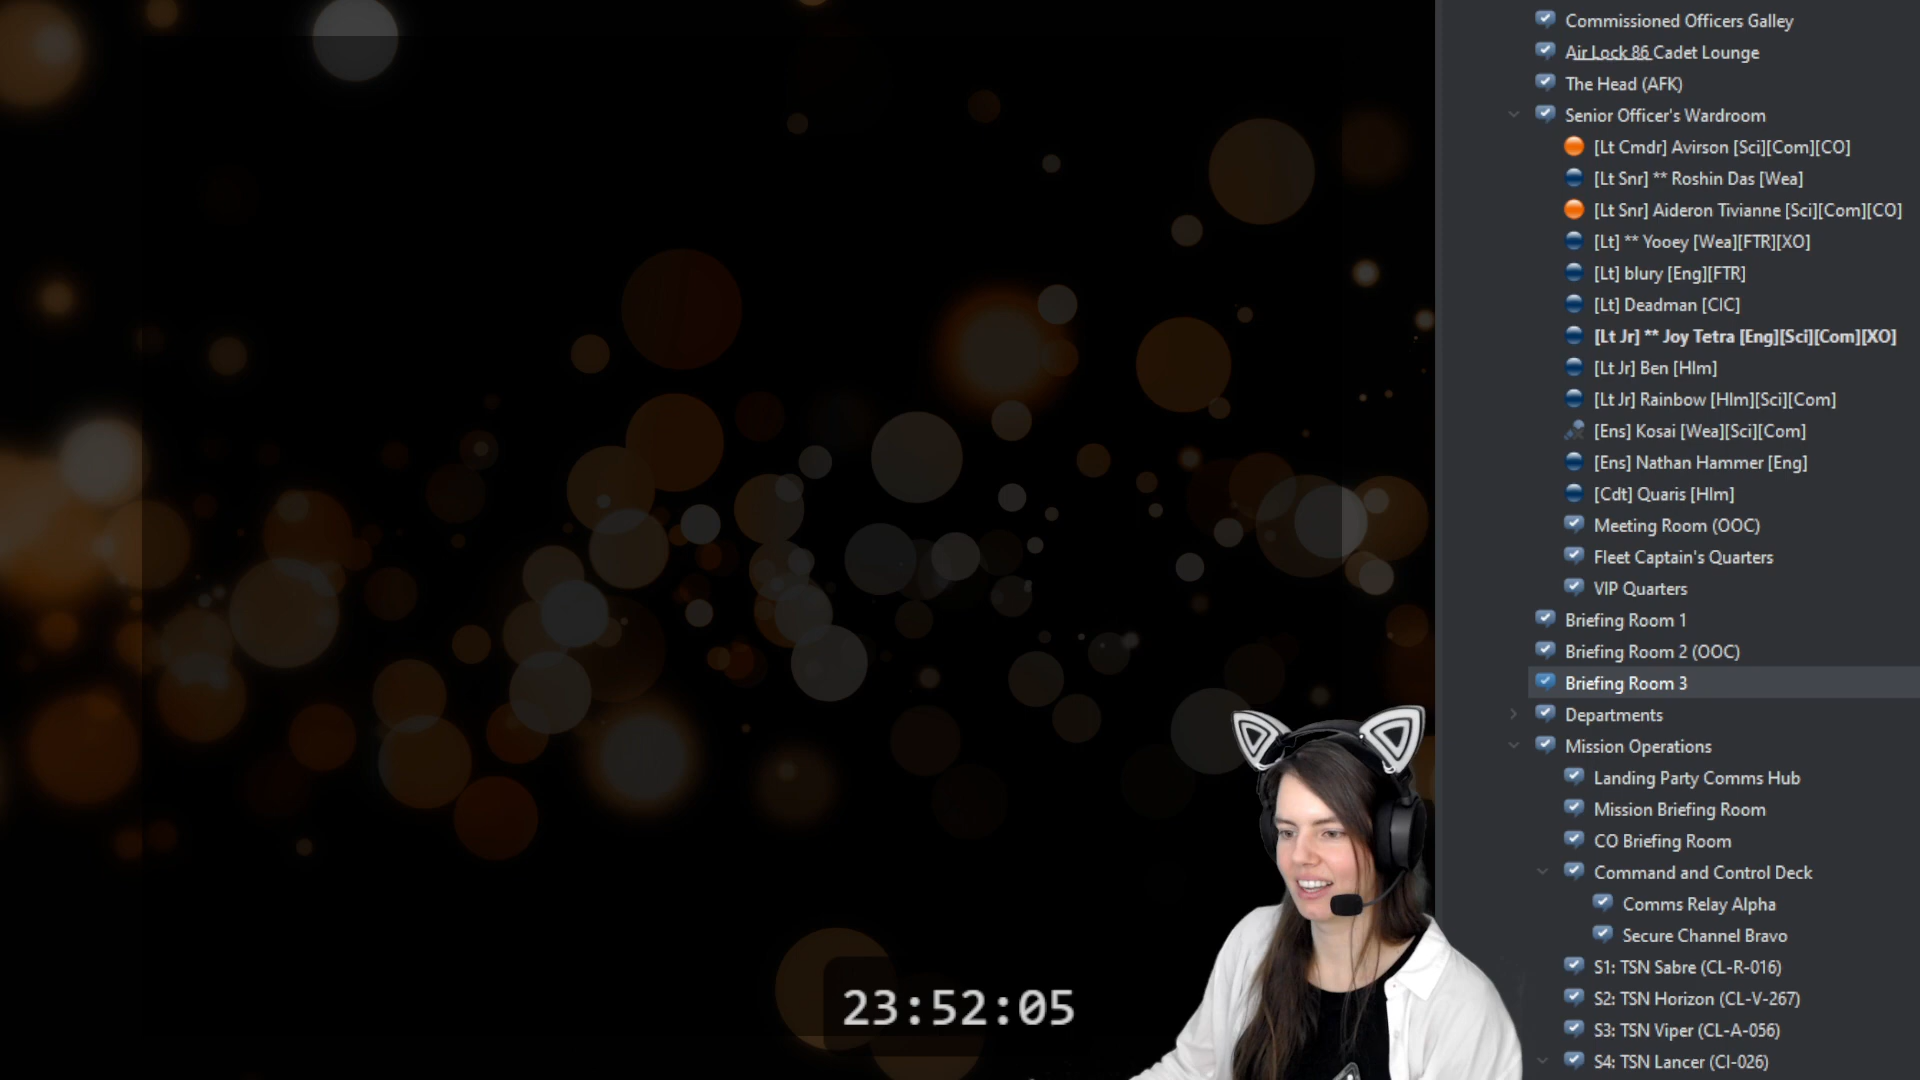 Commissioned Officers Galley
Air Lock 86 Cadet Lounge
The Head (AFK)
Senior Officer's Wardroom
[Lt Cmdr] Avirson [Sci][Com][CO]
[Lt Snr] ** Roshin Das [Wea]
[Lt Snr] Aideron Tivianne [Sci][Com][CO]
[Lt] ** Yooey [Wea][FTR][XO]
[Lt] blury [Eng][FTR]
[Lt] Deadman [CIC]
[Lt Jr] ** Joy Tetra [Eng][Sci][Com][XO]
[Lt Jr] Ben [Hlm]
[Lt Jr] Rainbow [Hlm][Sci][Com]
[Ens] Kosai [Wea][Sci][Com]
[Ens] Nathan Hammer [Eng]
[Cdt] Quaris [Hlm]
Meeting Room (OOC)
Fleet Captain's Quarters
VIP Quarters
Briefing Room 1
Briefing Room 2 (OOC)
Briefing Room 3
Departments
Mission Operations
Landing Party Comms Hub
Mission Briefing Room
CO Briefing Room
Command and Control Deck
Comms Relay Alpha
Secure Channel Bravo
S1: TSN Sabre (CL-R-016)
S2: TSN Horizon (CL-V-267)
S3: TSN Viper (CL-A-056)
S4: TSN Lancer (Cl-026)
23:52:05